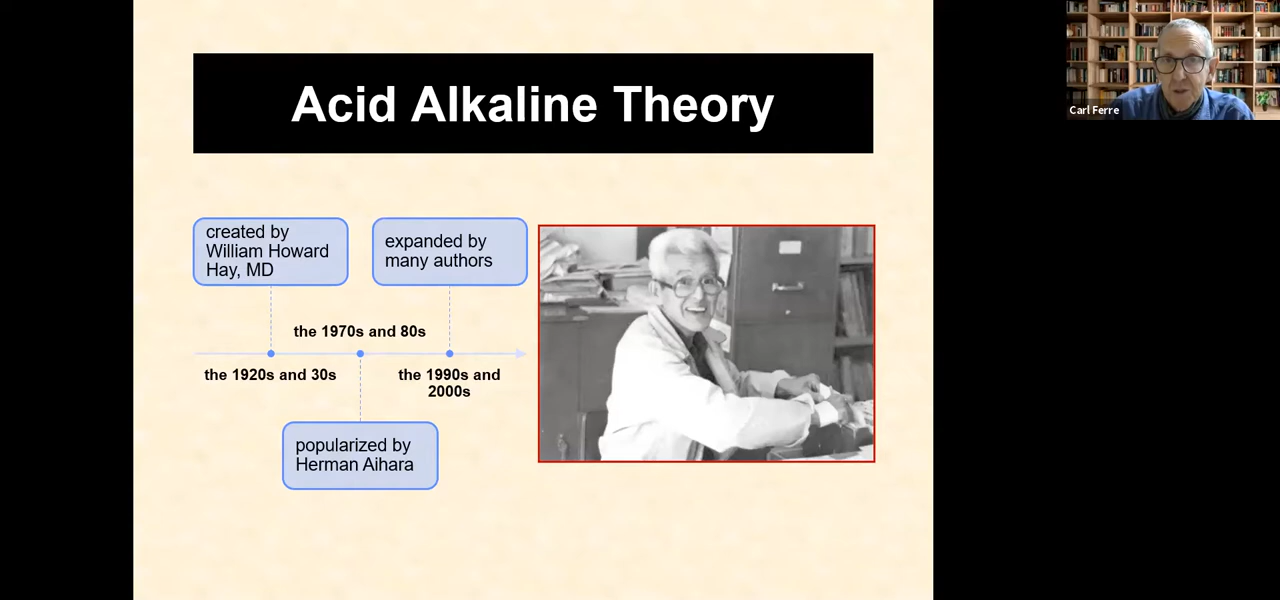 Acid Alkaline Theory
Carl Ferre
created by
William Howard
Hay, MD
expanded by
many authors
the 1970s and 80s
the 1920s and 30s
the 1990s and
2000s
popularized by
Herman Aihara